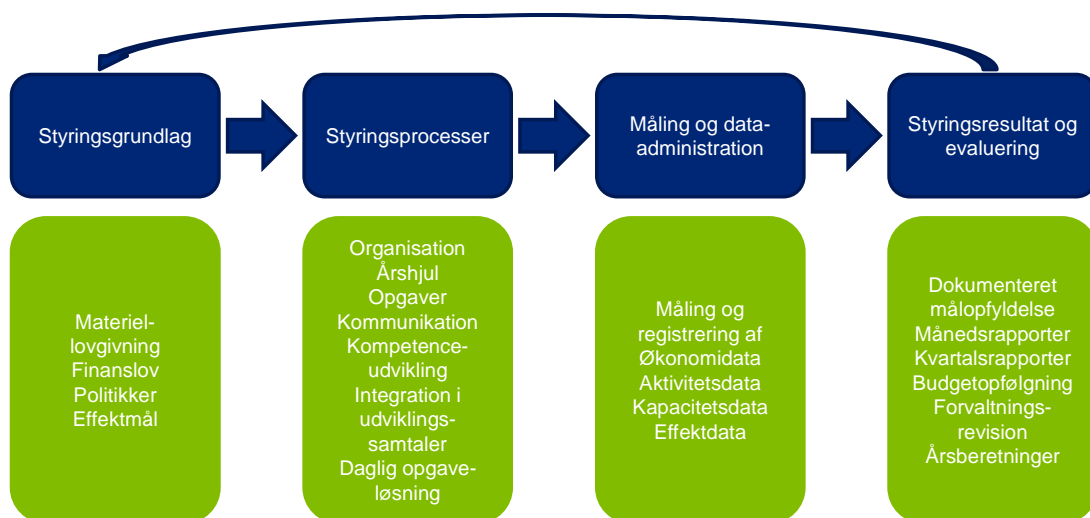 Styringsgrundlag
Styringsprocesser
Måling og data-
administration
Styringsresultat og
evaluering
Materiel-
lovgivning
Finanslov
Politikker
Effektmål
Organisation
Årshjul
Opgaver
Kommunikation
Kompetence-
udvikling
Integration i
udviklings-
samtaler
Daglig opgave-
løsning
Måling og
registrering af
Økonomidata
Aktivitetsdata
Kapacitetsdata
Effektdata
Dokumenteret
målopfyldelse
Månedsrapporter
Kvartalsrapporter
Budgetopfølgning
Forvaltnings-
revision
Årsberetninger